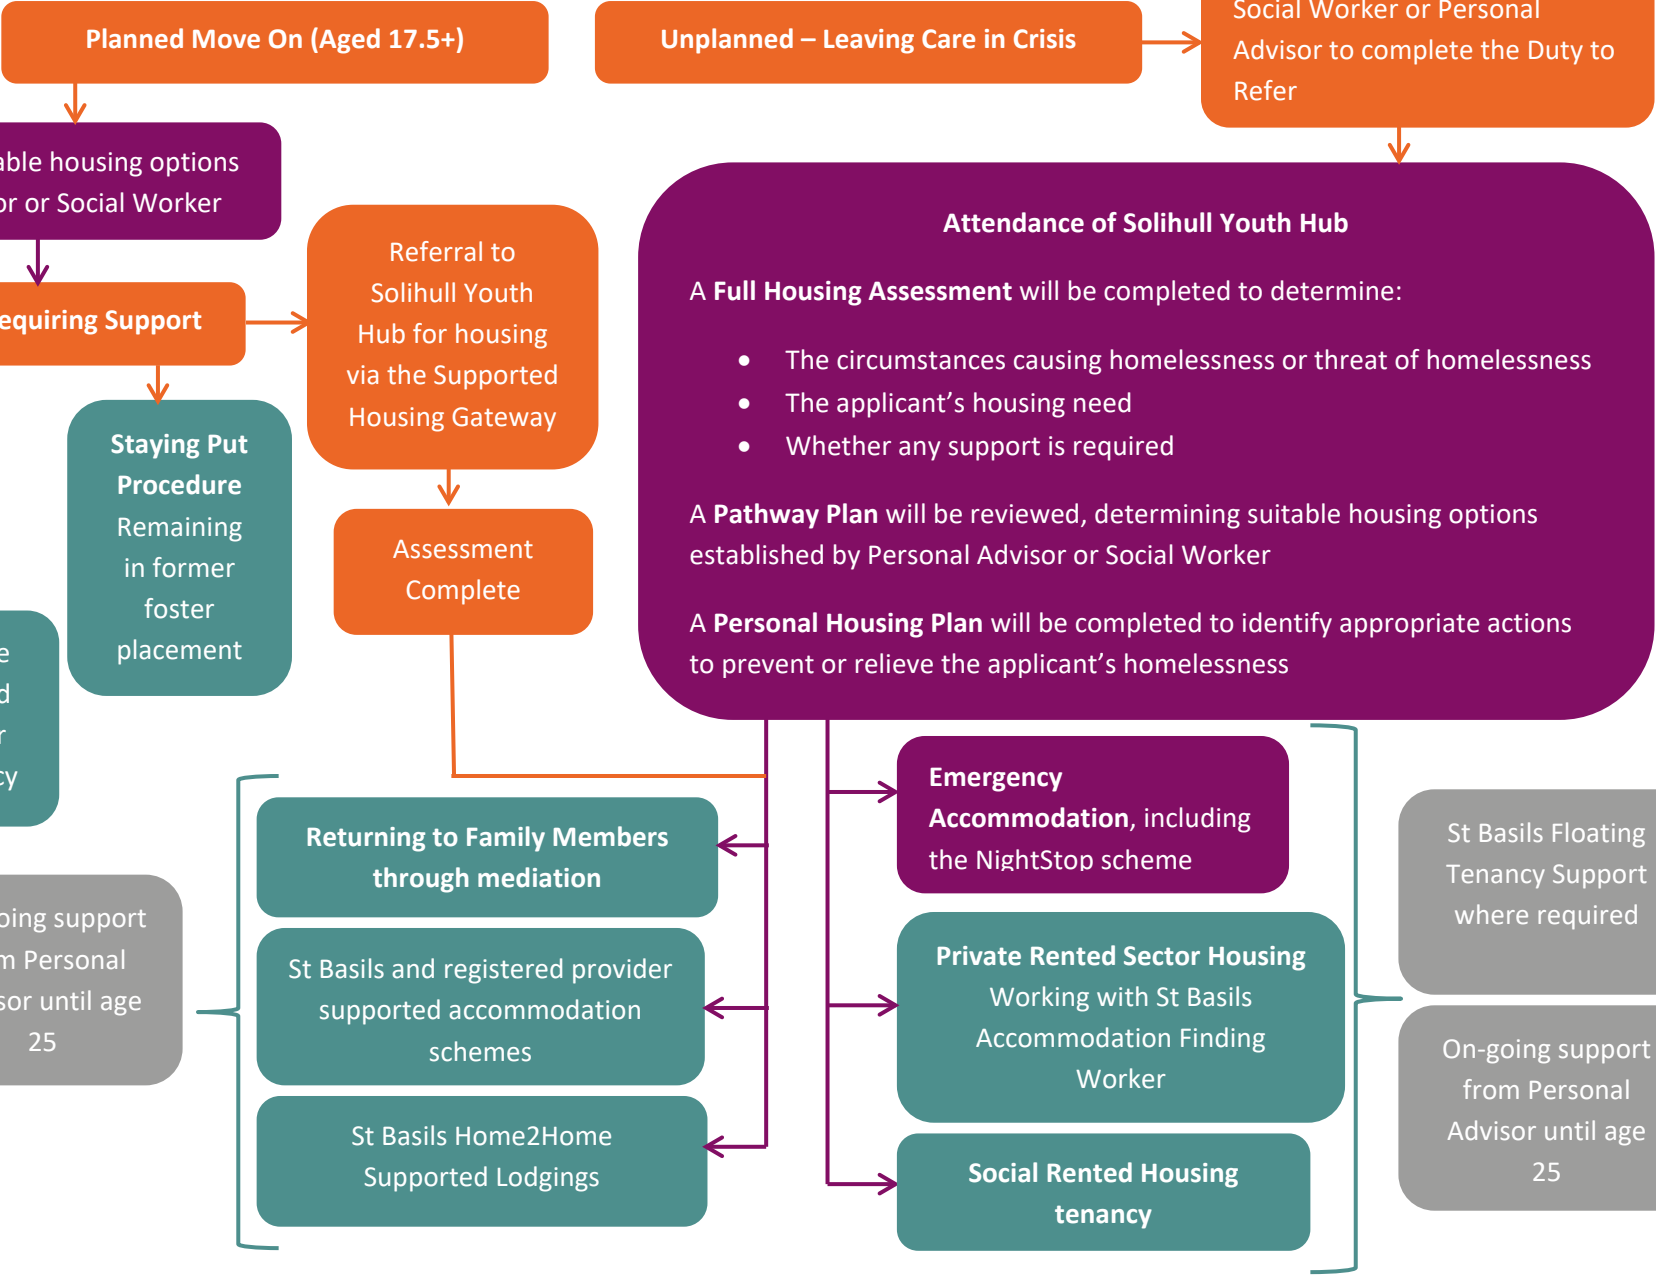 Planned Move On (Aged 17.5+)
Unplanned – Leaving Care in Crisis
Social Worker or Personal
Advisor to complete the Duty to
Refer
housing options
or Social Worker
Support
Referral to
Solihull Youth
Hub for housing
via the Supported
Housing Gateway
Staying Put
Procedure
Remaining
in former
foster
placement
Assessment
Complete
Attendance of Solihull Youth Hub
A Full Housing Assessment will be completed to determine:
• The circumstances causing homelessness or threat of homelessness
• The applicant’s housing need
• Whether any support is required
A Pathway Plan will be reviewed, determining suitable housing options
established by Personal Advisor or Social Worker
A Personal Housing Plan will be completed to identify appropriate actions
to prevent or relieve the applicant’s homelessness
support
Personal
until age
25
Returning to Family Members
through mediation
St Basils and registered provider
supported accommodation
schemes
St Basils Home2Home
Supported Lodgings
Emergency
Accommodation, including
the NightStop scheme
Private Rented Sector Housing
Working with St Basils
Accommodation Finding
Worker
Social Rented Housing
tenancy
St Basils Floating
Tenancy Support
where required
On-going support
from Personal
Advisor until age
25